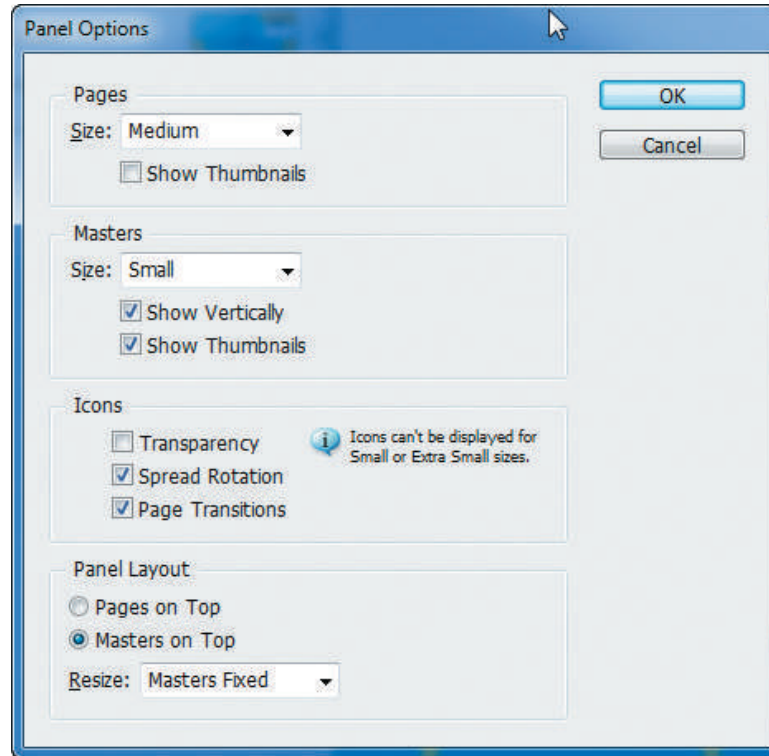 Panel Options
Pages
OK
Size: Medium
Cancel
Show Thumbnails
Masters
Size: Small
Show Vertically
Show Thumbnails
Icons
Transparency
Icons can't be displayed for
Small or Extra Small sizes.
Spread Rotation
Page Transitions
Panel Layout
Pages on Top
Masters on Top
Resize: Masters Fixed